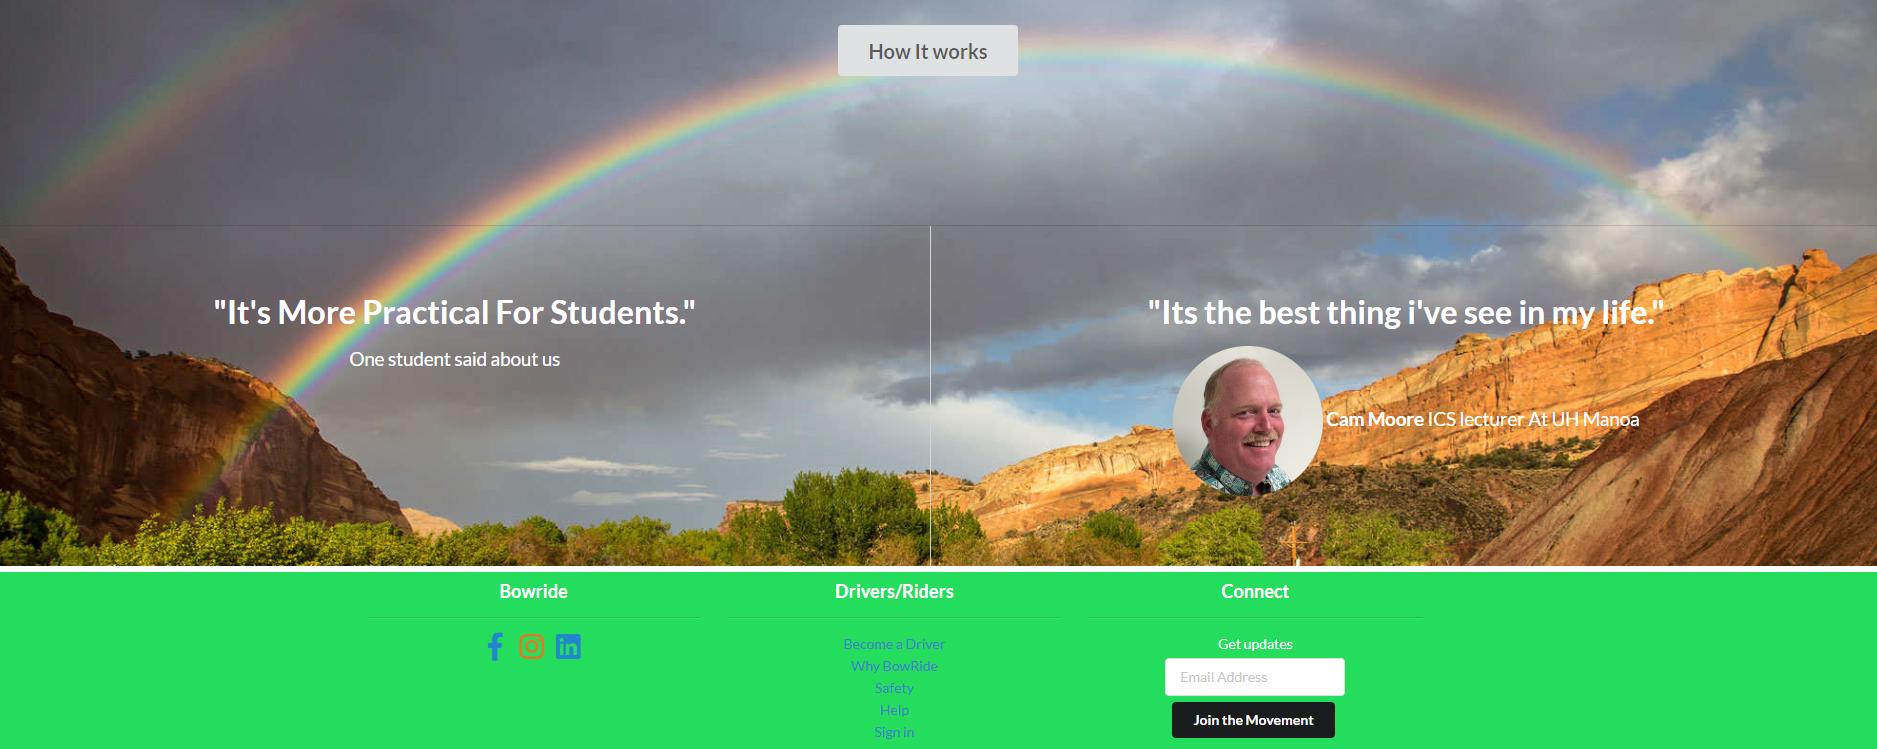 How It works
"It's More Practical For Students."
One student said about us
"Its the best thing i've see in my life."
Cam Moore ICS lecturer At UH Manoa
Bowride
Drivers/Riders
Become a Driver
Why BowRide
Safety
Help
Sign in
Connect
Get updates
Email Address
Join the Movement